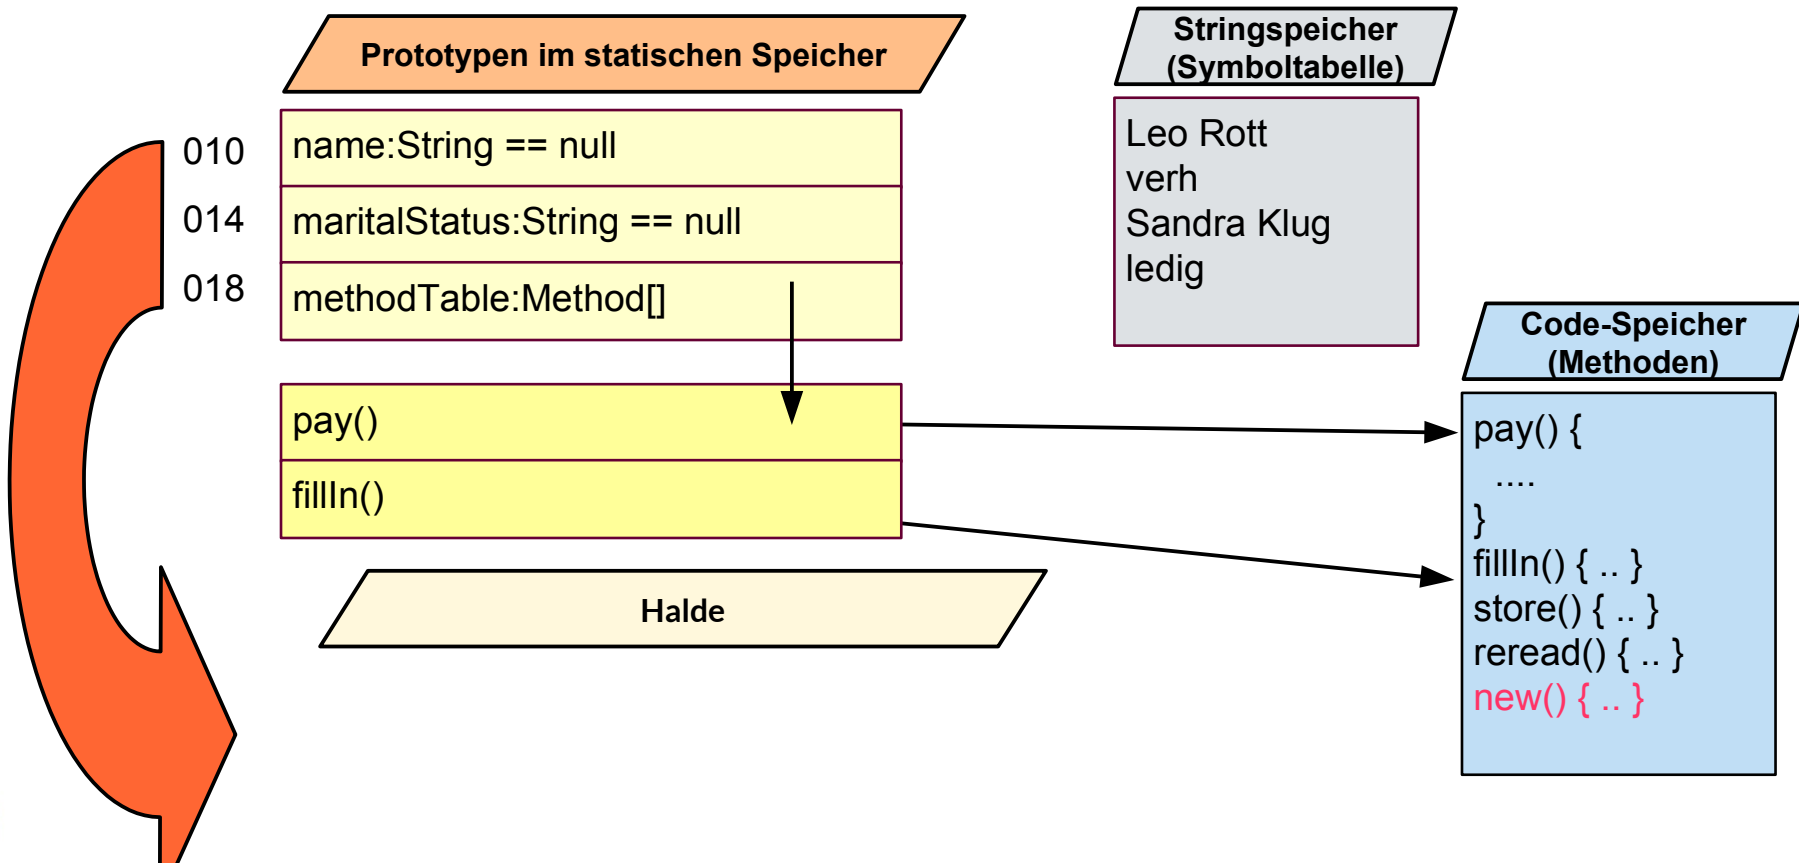 Prototypen im statischen Speicher
010
name:String == null
014
maritalStatus:String == null
018
methodTable:Method[]
pay()
fillIn()
Halde
Stringspeicher
(Symboltabelle)
Leo Rott
verh
Sandra Klug
ledig
Code-Speicher
(Methoden)
pay() {
....
}
fillIn() { .. }
store() { .. }
reread() { .. }
new() { .. }